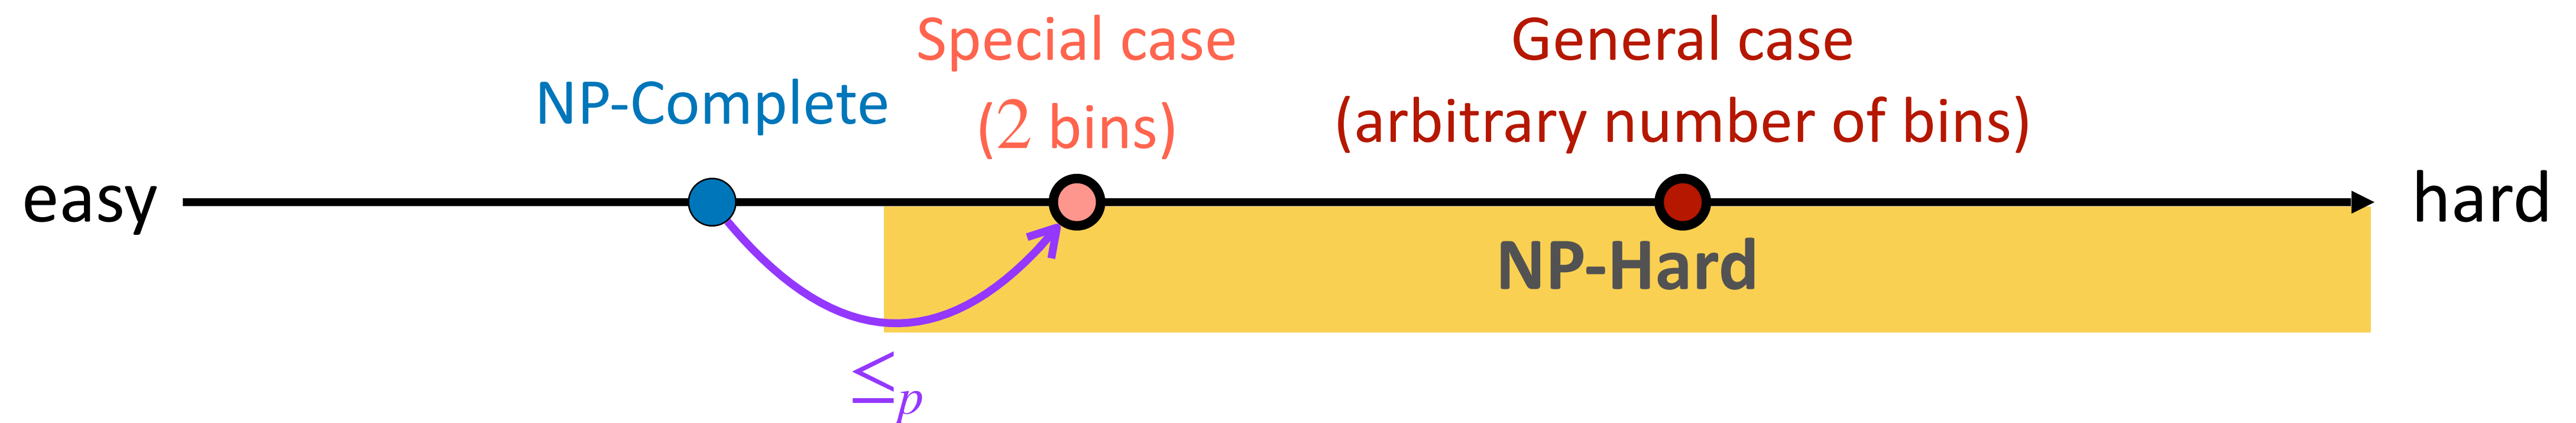 Special case
General case
NP-Complete
(2 bins)
(arbitrary number of bins)
easy
hard
NP-Hard
≤p